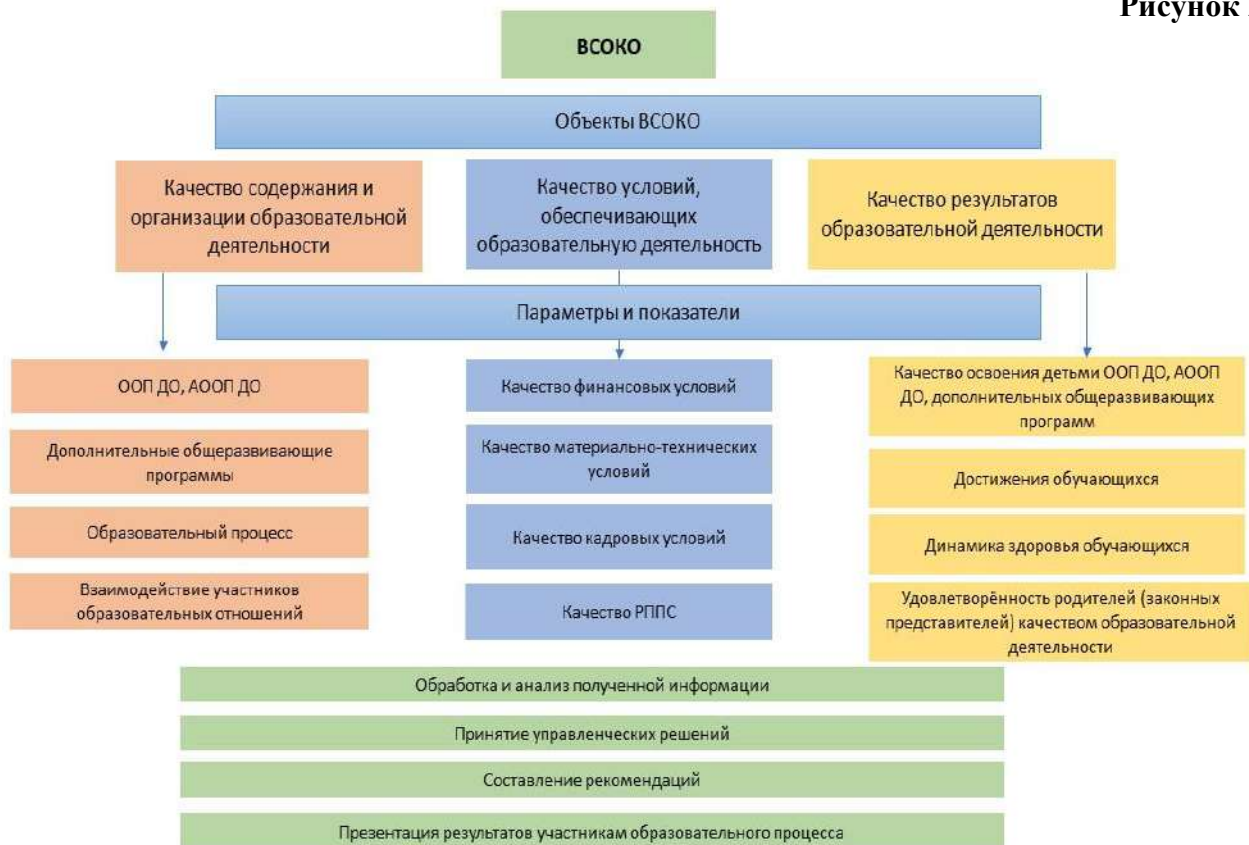 Рисунок
ВСОКО
Объекты ВСОКО
Качество содержания и
организации образовательной
деятельности
Качество условий,
обеспечивающих
образовательную деятельность
Качество результатов
образовательной деятельности
Параметры и показатели
ООП ДО, АООП ДО
Дополнительные общеразвивающие
программы
Образовательный процесс
Взаимодействие участников
образовательных отношений
Качество финансовых условий
Качество материально-технических
условий
Качество кадровых условий
Качество РППС
Качество освоения детьми ООП ДО, АООП
ДО, дополнительных общеразвивающих
программ
Достижения обучающихся
Динамика здоровья обучающихся
Удовлетворённость родителей (законных
представителей) качеством образовательной
деятельности
Обработка и анализ полученной информации
Принятие управленческих решений
Составление рекомендаций
Презентация результатов участникам образовательного процесса